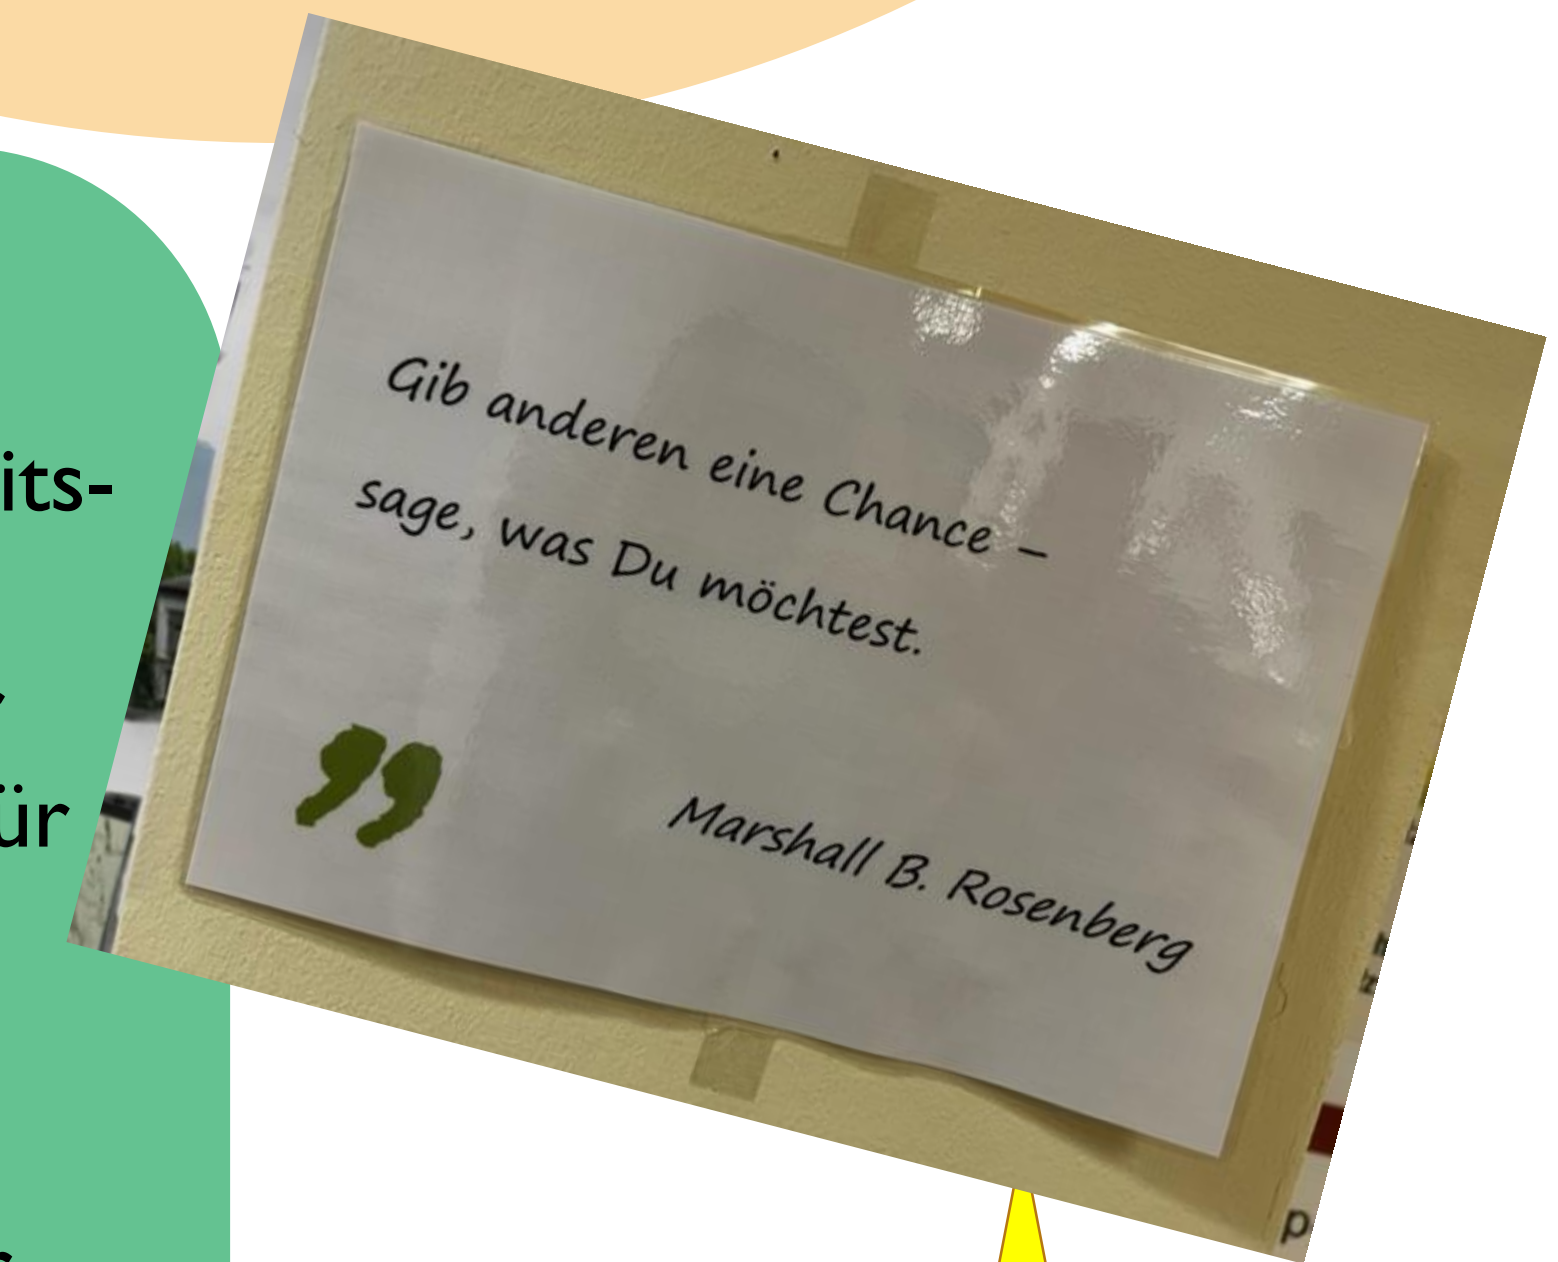 Gib anderen eine Chance –
sage, was Du möchtest.
Marshall B. Rosenberg
its-
ür
p